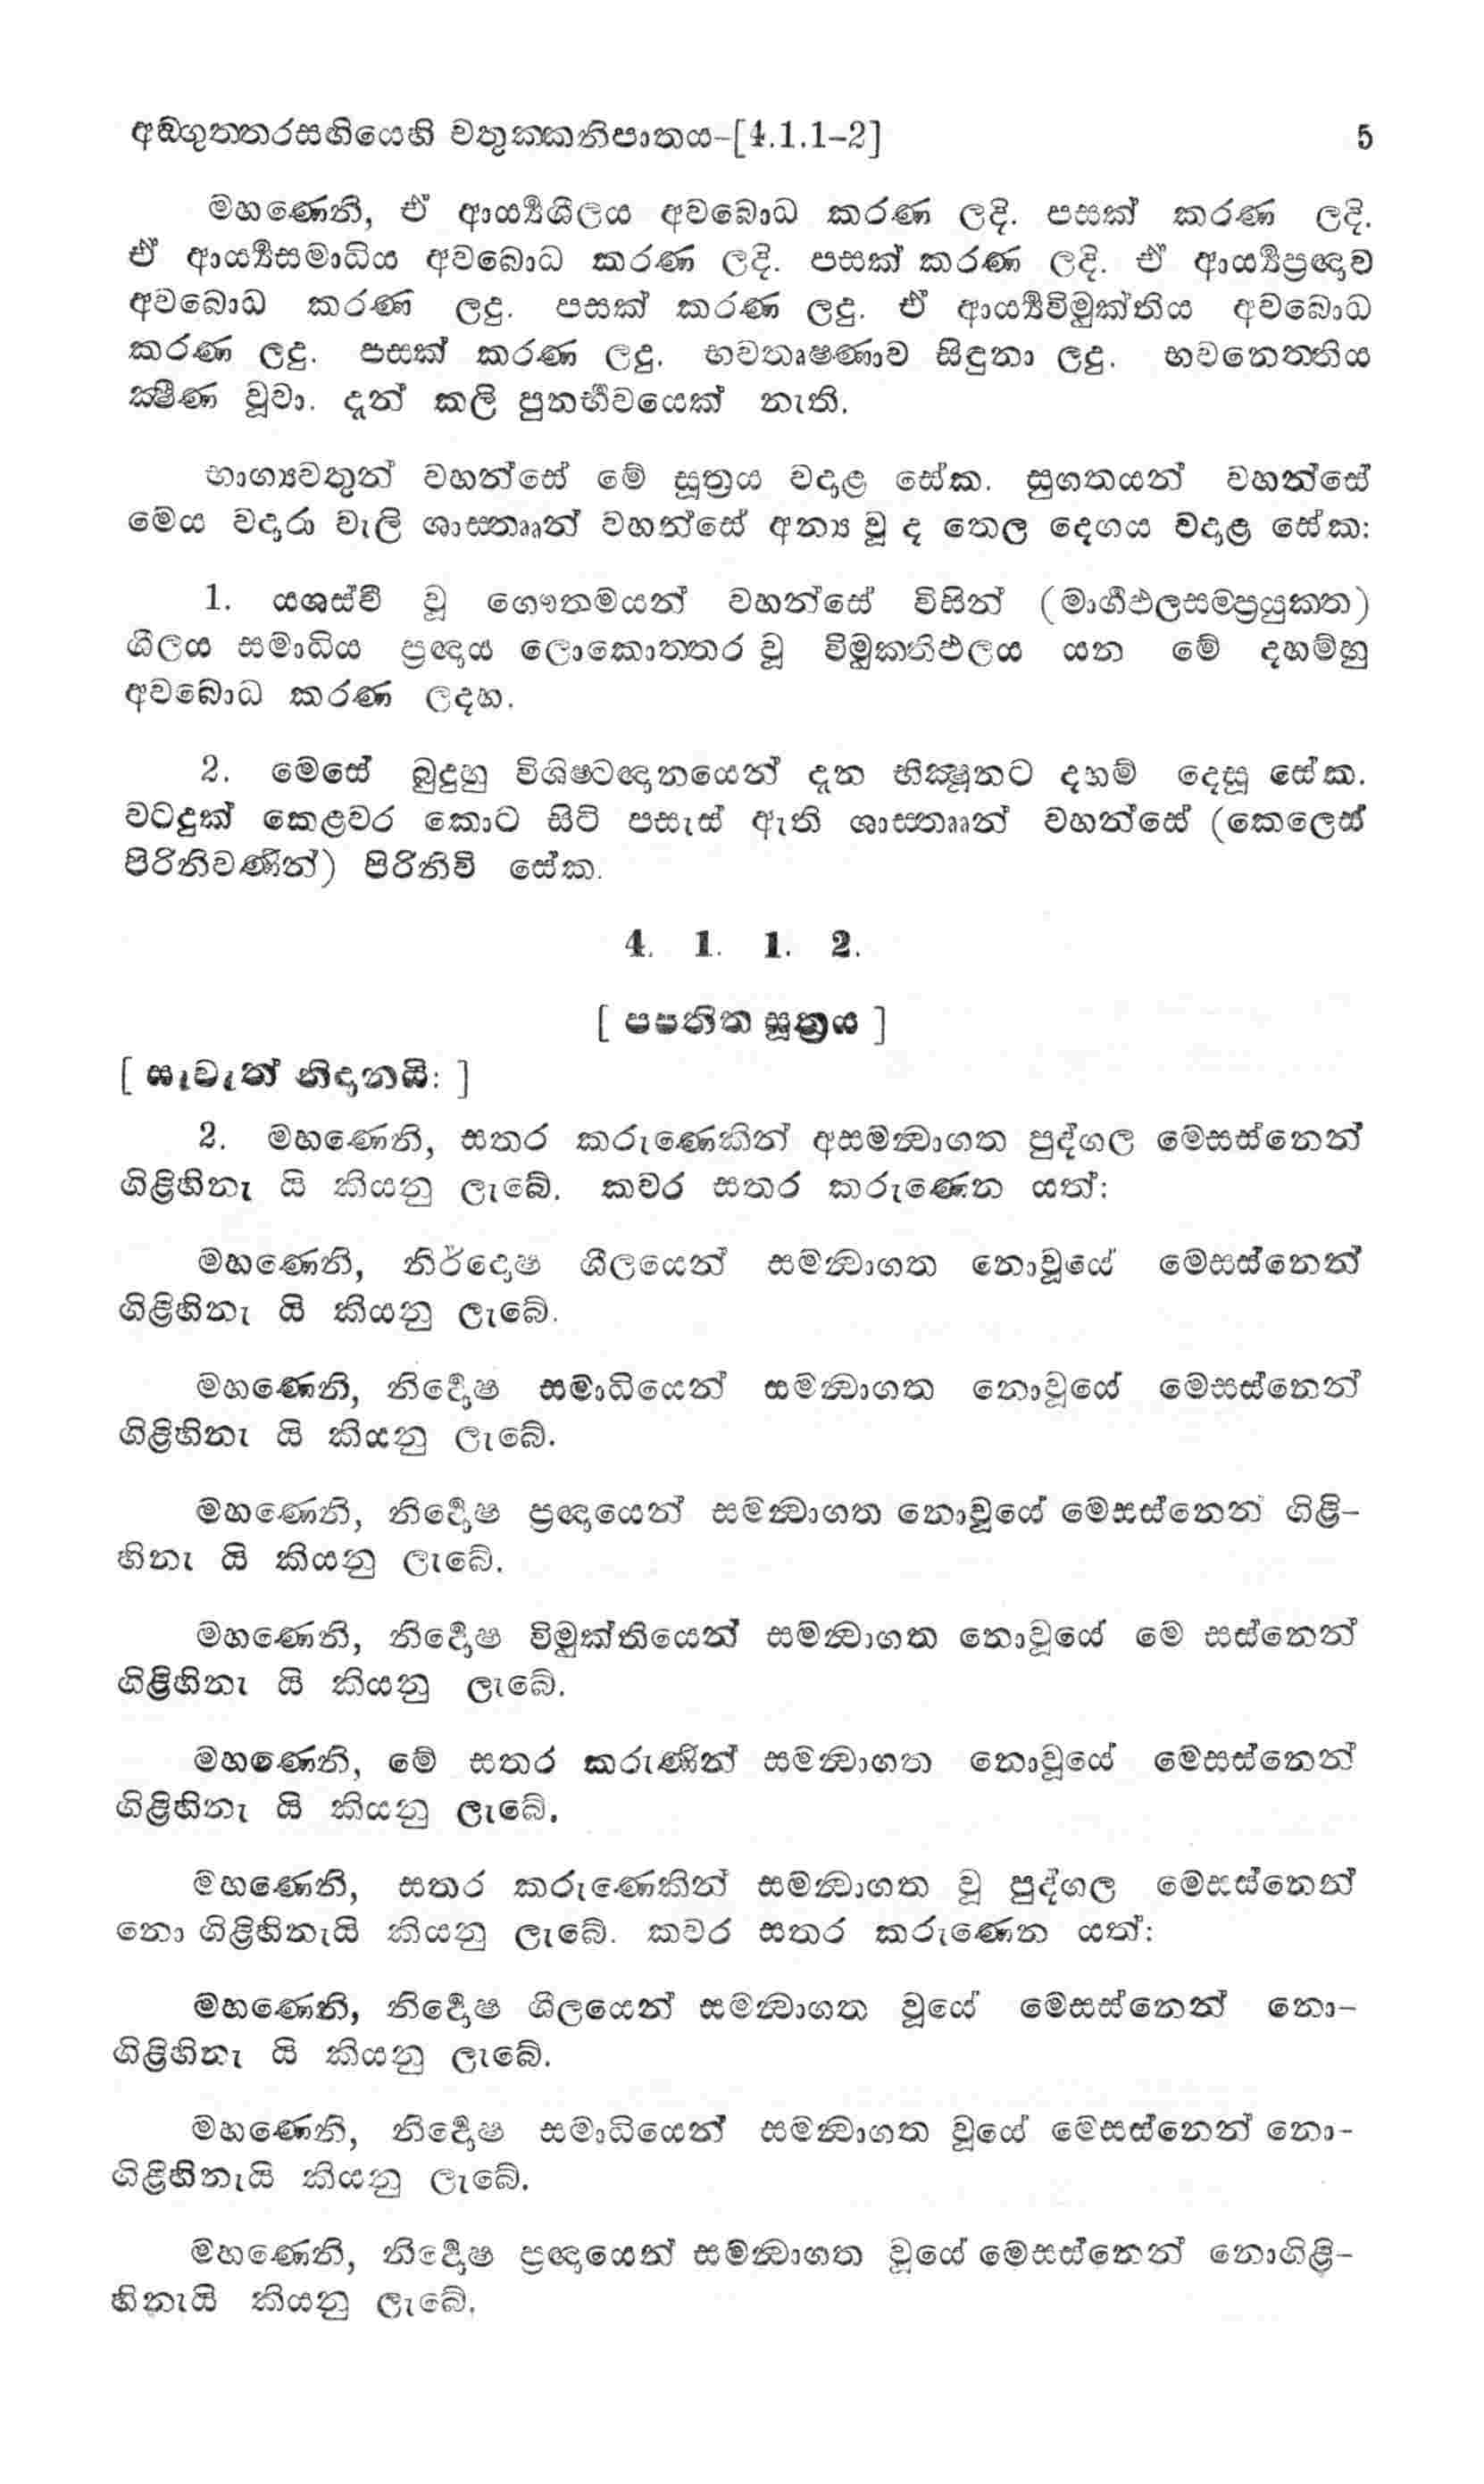 අඞ්ගුත්තරසඟියෙහි චතුක්කනිපාතය-[4.1.1-2] 5
මහණෙනි, ඒ ආර්‍ය්‍යශීලය අවබොධ කරණ ලදි. පසක් කරණ ලදි.
ඒ ආර්‍ය්‍යසමාධිය අවබොධ කරණ ලදි. පසක් කරණ ලදි. ඒ ආර්‍ය්‍යප්‍රඥාව
අවබොධ කරණ ලදු. පසක් කරණ ලදු. ඒ ආර්‍ය්‍යවිමුක්තිය අවබොධ
කරණ ලදු. පසක් කරණ ලදු. භවතෘෂණාව සිඳුනා ලදු. භවනෙත්තිය
ක්‍ෂීණ වූවා. දැන් කලි පුනර්‍භවයෙක් නැති.
භාග්‍යවතුන් වහන්සේ මේ සූත්‍රය වදාළ සේක. සුගතයන් වහන්සේ
මෙය වදාරා වැලි ශාස්තෲන් වහන්සේ අන්‍ය වූ ද තෙල දෙගය වදාළ සේක:
1. යශස්වී වූ ගෞතමයන් වහන්සේ විසින් (මාර්‍ගඵලසම්ප්‍රයුක්ත)
ශීලය සමාධිය ප්‍රඥාය ලොකොත්තර වූ විමුක්තිඵලය යන මේ දහම්හු
අවබොධ කරණ ලදහ.
2. මෙසේ බුදුහු විශිෂ්ටඥානයෙන් දැන භික්‍ෂූනට දහම් දෙසූ සේක.
වටදුක් කෙළවර කොට සිටි පසැස් ඇති ශාස්තෲන් වහන්සේ (කෙලෙස්
පිරිනිවණින්) පිරිනිවි සේක.
4. 1. 1. 2.
[ පපතිත සූත්‍රය ]
[ සැවැත් නිදානයි: ]
2. මහණෙනි, සතර කරුණෙකින් අසමන්‍වාගත පුද්ගල මෙසස්නෙන්
ගිළිහිනැ යි කියනු ලැබේ. කවර සතර කරුණෙන යත්:
මහණෙනි, නිර්දොෂ ශීලයෙන් සමන්‍වාගත නොවූයේ මෙසස්නෙන්
ගිළිහිනැ යි කියනු ලැබේ.
මහණෙනි, නිර්‍දොෂ සමාධියෙන් සමන්‍වාගත නොවූයේ මෙසස්නෙන්
ගිළිහිනැ යි කියනු ලැබේ.
මහණෙනි, නිර්‍දොෂ ප්‍රඥායෙන් සමන්‍වාගත නොවූයේ මෙසස්නෙන් ගිළි-
හිනැ යි කියනු ලැබේ.
මහණෙනි, නිර්‍දොෂ විමුක්තියෙන් සමන්‍වාගත නොවූයේ මෙ සස්නෙන්
ගිළිහිනැ යි කියනු ලැබේ.
මහණෙනි, මේ සතර කරුණින් සමන්‍වාගත නොවූයේ මෙසස්නෙන්
ගිළිහිනැ යි කියනු ලැබේ.
මහණෙනි, සතර කරුණෙකින් සමන්‍වාගත වූ පුද්ගල මෙසස්නෙන්
නො ගිළිහිනැයි කියනු ලැබේ. කවර සතර කරුණෙන යත්:
මහණෙනි, නිර්‍දොෂ ශීලයෙන් සමන්‍වාගත වූයේ මෙසස්නෙන් නො-
ගිළිහිනැ යි කියනු ලැබේ.
මහණෙනි, නිර්‍දොෂ සමාධියෙන් සමන්‍වාගත වූයේ මෙසස්නෙන් නො-
ගිළිහිනැයි කියනු ලැබේ.
මහණෙනි, නිර්‍දොෂ ප්‍රඥායෙන් සමන්‍වාගත වූයේ මෙසස්නෙන් නොගිළි-
හිනැයි කියනු ලැබේ.